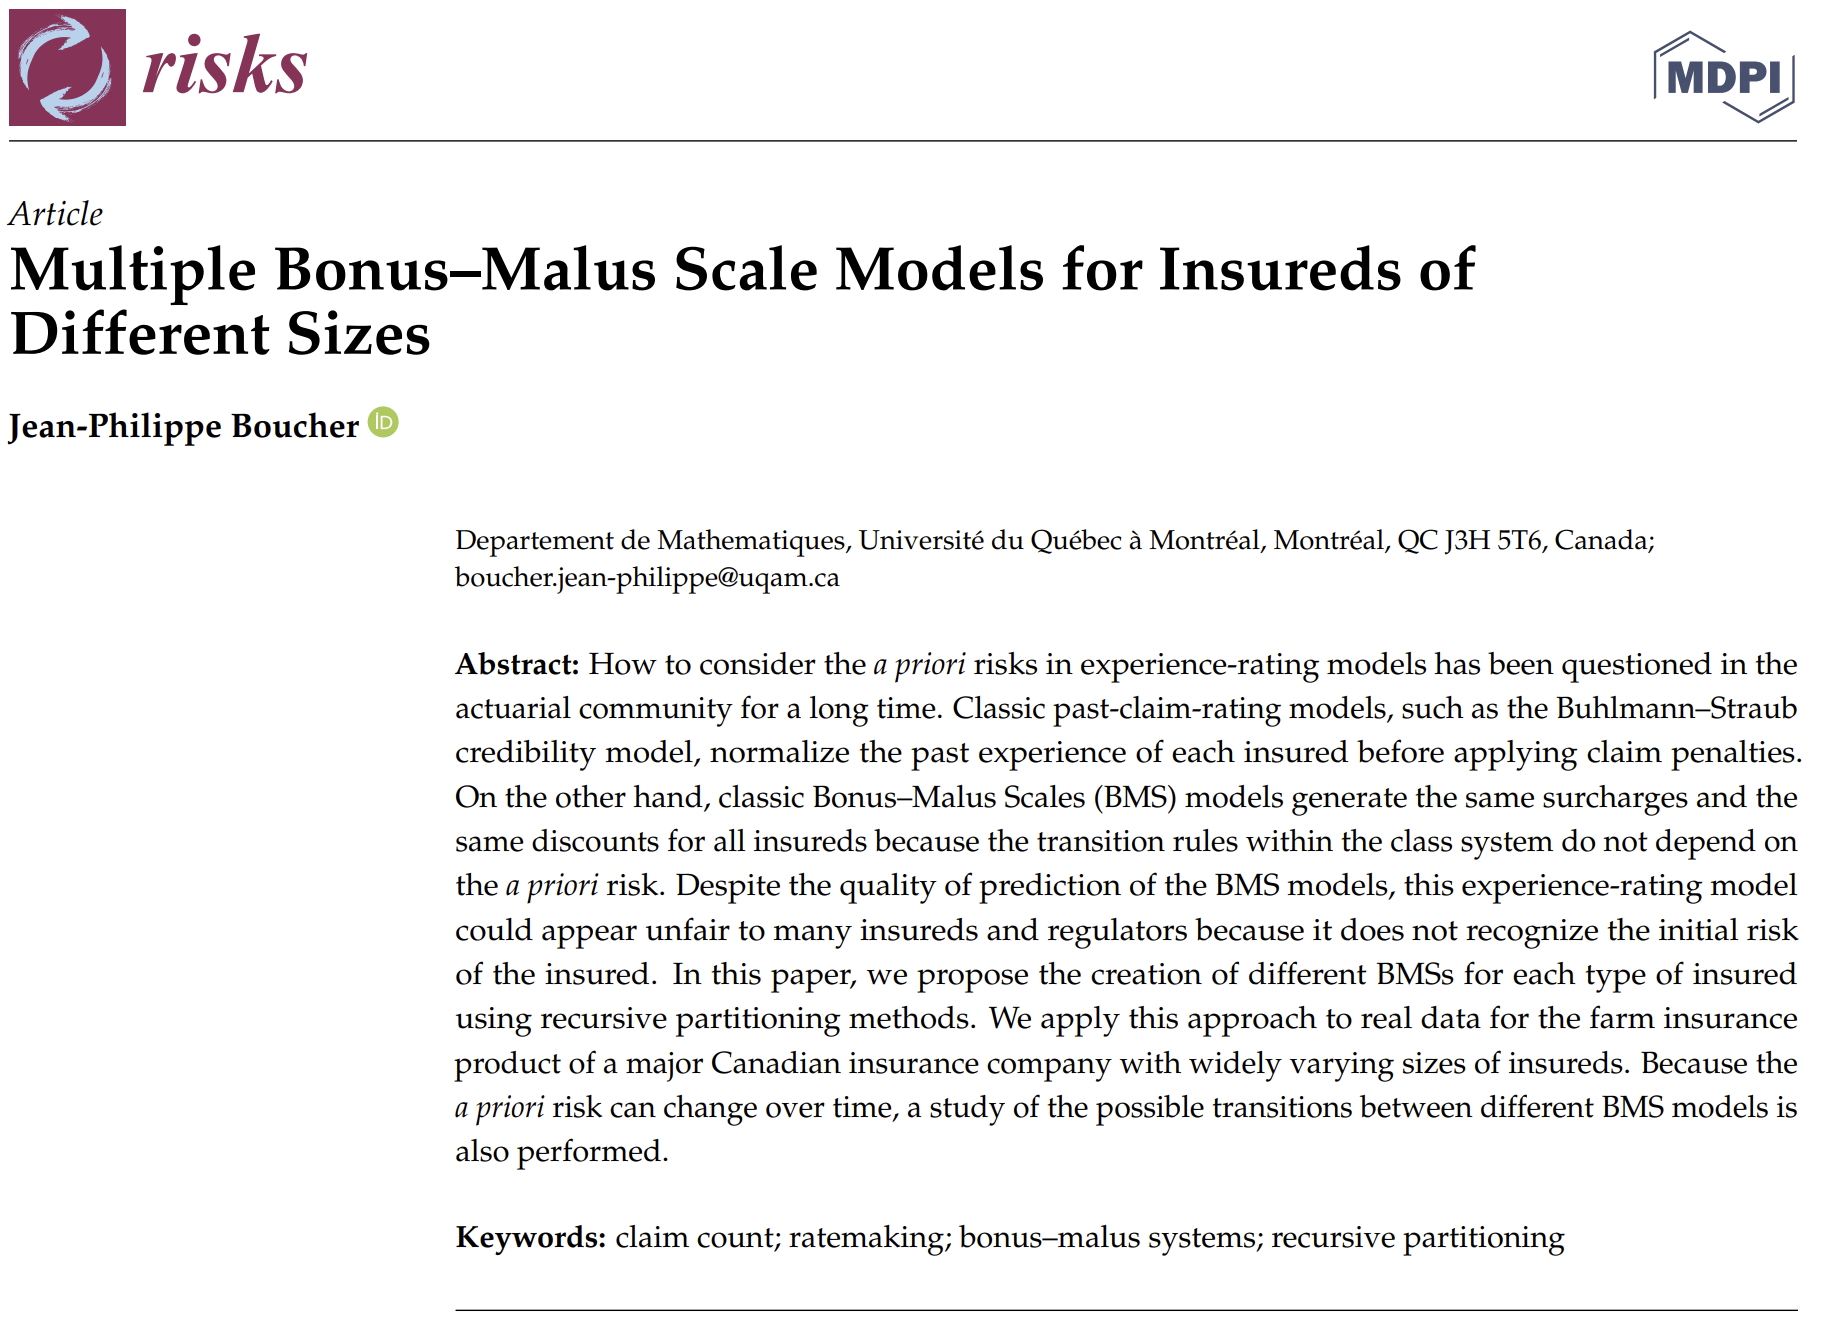 risks
MDPI
Article
Multiple Bonus–Malus Scale Models for Insureds of
Different Sizes
Jean-Philippe Boucher iD
Departement de Mathematiques, Université du Québec à Montréal, Montréal, QC J3H 5T6, Canada;
boucher.jean-philippe@uqam.ca
Abstract: How to consider the a priori risks in experience-rating models has been questioned in the
actuarial community for a long time. Classic past-claim-rating models, such as the Buhlmann–Straub
credibility model, normalize the past experience of each insured before applying claim penalties.
On the other hand, classic Bonus–Malus Scales (BMS) models generate the same surcharges and the
same discounts for all insureds because the transition rules within the class system do not depend on
the a priori risk. Despite the quality of prediction of the BMS models, this experience-rating model
could appear unfair to many insureds and regulators because it does not recognize the initial risk
of the insured. In this paper, we propose the creation of different BMSs for each type of insured
using recursive partitioning methods. We apply this approach to real data for the farm insurance
product of a major Canadian insurance company with widely varying sizes of insureds. Because the
a priori risk can change over time, a study of the possible transitions between different BMS models is
also performed.
Keywords: claim count; ratemaking; bonus–malus systems; recursive partitioning